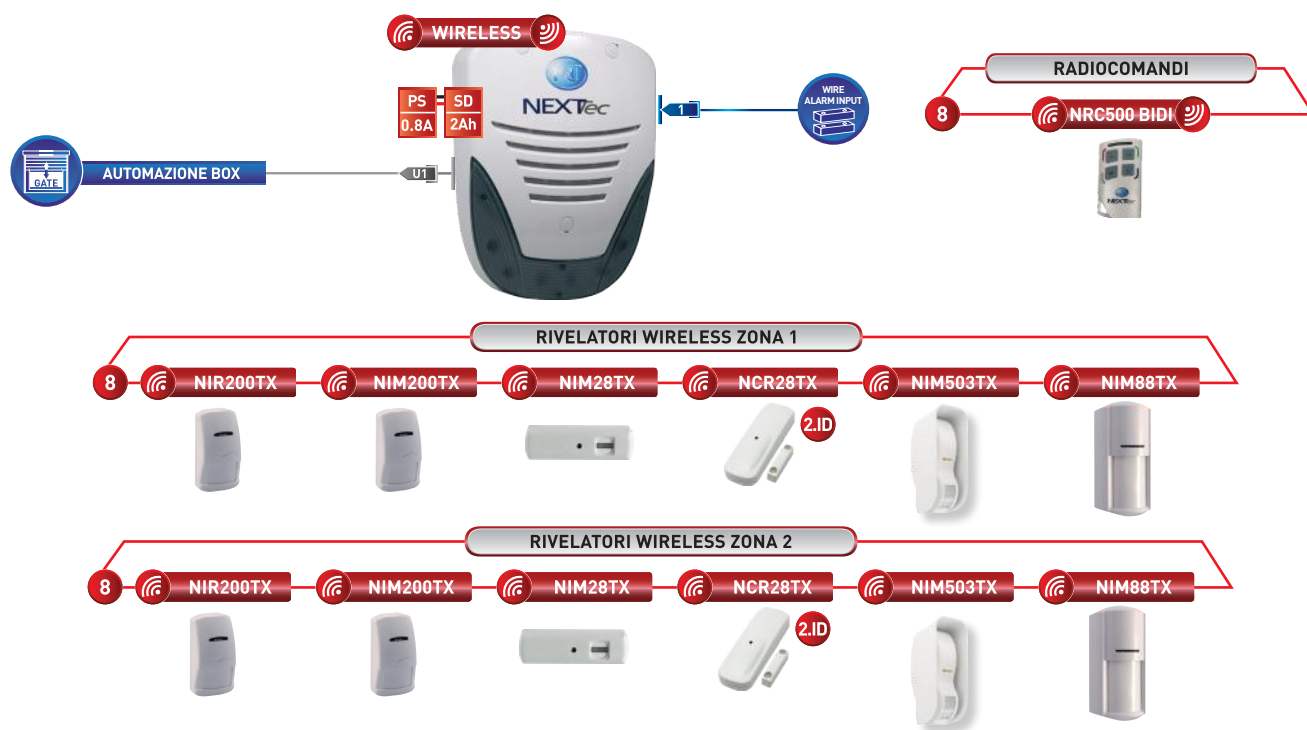 WIRELESS
NEXTtec
PS
SD
0.8A
2Ah
1
WIRE
ALARM INPUT
GATE
AUTOMAZIONE BOX
U1
RADIOCOMANDI
8
NRC500 BIDI
NEXTtec
RIVELATORI WIRELESS ZONA 1
8
NIR200TX
NIM200TX
NIM28TX
NCR28TX
NIM503TX
NIM88TX
2.ID
RIVELATORI WIRELESS ZONA 2
8
NIR200TX
NIM200TX
NIM28TX
NCR28TX
NIM503TX
NIM88TX
2.ID